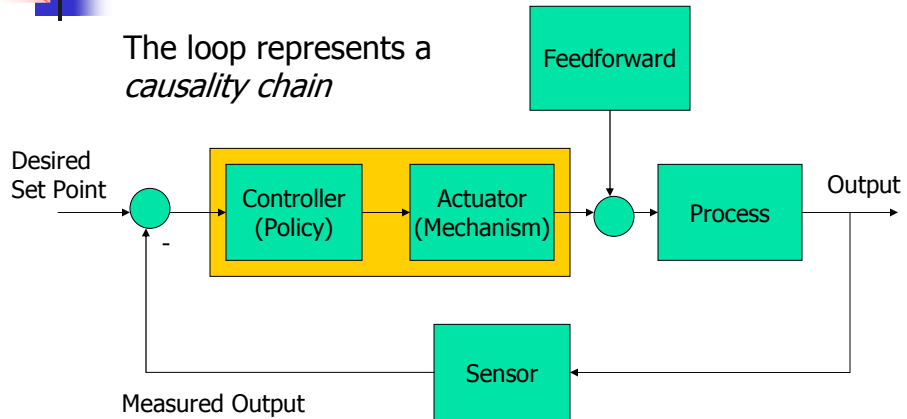 The loop represents a
causality chain
Feedforward
Desired
Set Point
Controller
(Policy)
Actuator
(Mechanism)
Process
Output
-
Sensor
Measured Output